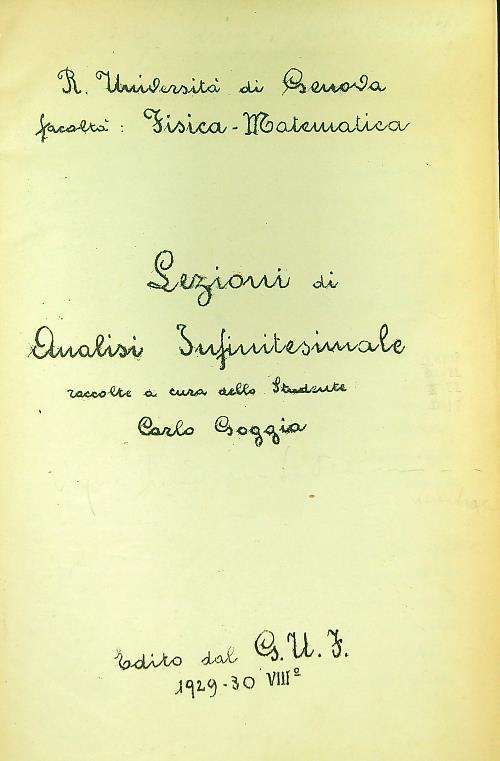 R. Università di Genova
facoltà: Fisica-Matematica
Lezioni di
Analisi Infinitesimale
raccolte a cura dello Studente
Carlo Goggia
Edito dal G.U.F.
1929-30 VIIIº